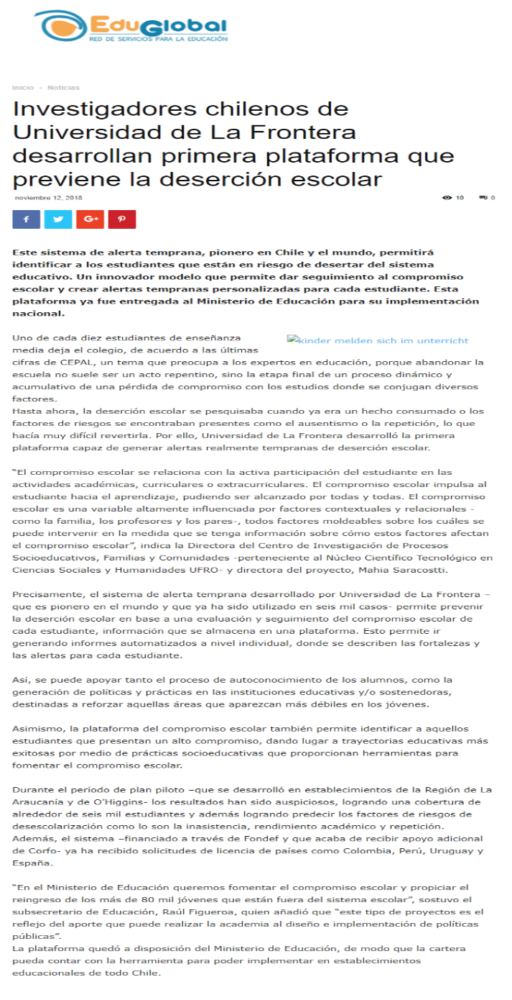 EduGlobal
RED DE SERVICIOS PARA LA EDUCACIÓN
Inicio • Noticias
Investigadores chilenos de
Universidad de La Frontera
desarrollan primera plataforma que
previene la deserción escolar
noviembre 12, 2018 10 0
Este sistema de alerta temprana, pionero en Chile y el mundo, permitirá
identificar a los estudiantes que están en riesgo de desertar del sistema
educativo. Un innovador modelo que permite dar seguimiento al compromiso
escolar y crear alertas tempranas personalizadas para cada estudiante. Esta
plataforma ya fue entregada al Ministerio de Educación para su implementación
nacional.
Uno de cada diez estudiantes de enseñanza
kinder melden sich im unterricht
media deja el colegio, de acuerdo a las últimas
cifras de CEPAL, un tema que preocupa a los expertos en educación, porque abandonar la
escuela no suele ser un acto repentino, sino la etapa final de un proceso dinámico y
acumulativo de una pérdida de compromiso con los estudios donde se conjugan diversos
factores.
Hasta ahora, la deserción escolar se pesquisaba cuando ya era un hecho consumado o los
factores de riesgos se encontraban presentes como el ausentismo o la repetición, lo que
hacía muy difícil revertirla. Por ello, Universidad de La Frontera desarrolló la primera
plataforma capaz de generar alertas realmente tempranas de deserción escolar.
“El compromiso escolar se relaciona con la activa participación del estudiante en las
actividades académicas, curriculares o extracurriculares. El compromiso escolar impulsa al
estudiante hacia el aprendizaje, pudiendo ser alcanzado por todas y todas. El compromiso
escolar es una variable altamente influenciada por factores contextuales y relacionales -
como la familia, los profesores y los pares-, todos factores moldeables sobre los cuáles se
puede intervenir en la medida que se tenga información sobre cómo estos factores afectan
el compromiso escolar”, indica la Directora del Centro de Investigación de Procesos
Socioeducativos, Familias y Comunidades -perteneciente al Núcleo Científico Tecnológico en
Ciencias Sociales y Humanidades UFRO- y directora del proyecto, Mahia Saracostti.
Precisamente, el sistema de alerta temprana desarrollado por Universidad de La Frontera –
que es pionero en el mundo y que ya ha sido utilizado en seis mil casos- permite prevenir
la deserción escolar en base a una evaluación y seguimiento del compromiso escolar de
cada estudiante, información que se almacena en una plataforma. Esto permite ir
generando informes automatizados a nivel individual, donde se describen las fortalezas y
las alertas para cada estudiante.
Así, se puede apoyar tanto el proceso de autoconocimiento de los alumnos, como la
generación de políticas y prácticas en las instituciones educativas y/o sostenedoras,
destinadas a reforzar aquellas áreas que aparezcan más débiles en los jóvenes.
Asimismo, la plataforma del compromiso escolar también permite identificar a aquellos
estudiantes que presentan un alto compromiso, dando lugar a trayectorias educativas más
exitosas por medio de prácticas socioeducativas que proporcionan herramientas para
fomentar el compromiso escolar.
Durante el período de plan piloto –que se desarrolló en establecimientos de la Región de La
Araucanía y de O’Higgins- los resultados han sido auspiciosos, logrando una cobertura de
alrededor de seis mil estudiantes y además logrando predecir los factores de riesgos de
desescolarización como lo son la inasistencia, rendimiento académico y repetición.
Además, el sistema –financiado a través de Fondef y que acaba de recibir apoyo adicional
de Corfo- ya ha recibido solicitudes de licencia de países como Colombia, Perú, Uruguay y
España.
“En el Ministerio de Educación queremos fomentar el compromiso escolar y propiciar el
reingreso de los más de 80 mil jóvenes que están fuera del sistema escolar”, sostuvo el
subsecretario de Educación, Raúl Figueroa, quien añadió que “este tipo de proyectos es el
reflejo del aporte que puede realizar la academia al diseño e implementación de políticas
públicas”.
La plataforma quedó a disposición del Ministerio de Educación, de modo que la cartera
pueda contar con la herramienta para poder implementar en establecimientos
educacionales de todo Chile.